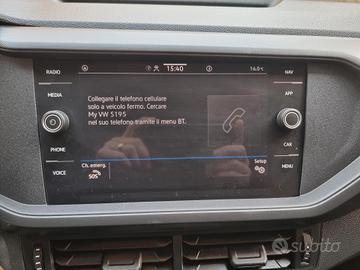 RADIO
MEDIA
PHONE
VOICE
15:40
14.0°C
NAV
APP
CAR
MENU
Collegare il telefono cellulare
solo a veicolo fermo. Cercare
My VW 5195
nel suo telefono tramite il menu BT.
Ch. emerg.
SOS
Setup
subito